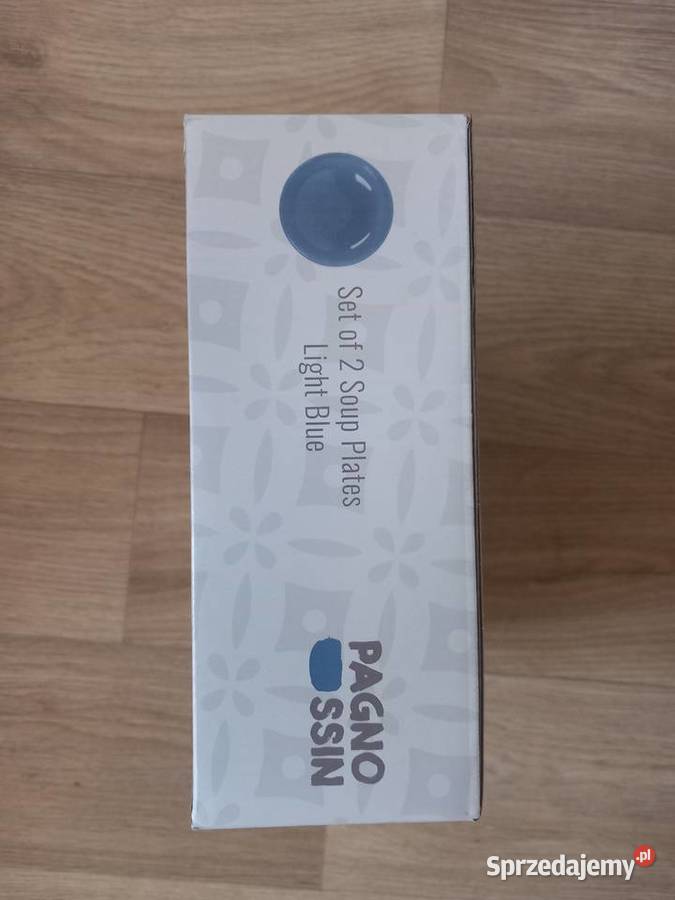 Set of 2 Soup Plates
Light Blue
PAGNO
SSIN
Sprzedajemy.pl